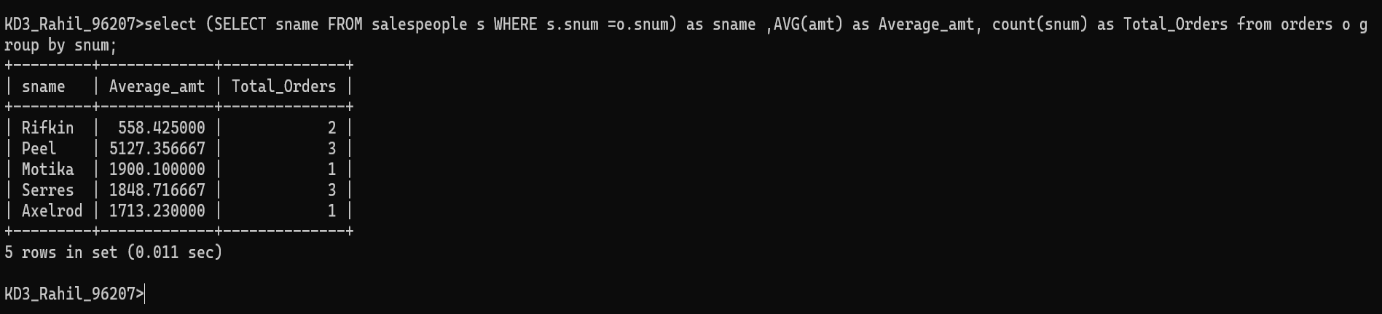 KD3_Rahil_96207>select (SELECT sname FROM salespeople s WHERE s.snum =o.snum) as sname ,AVG(amt) as Average_amt, count(snum) as Total_Orders from orders o g
roup by snum;
+---------+-------------+--------------+
| sname   | Average_amt | Total_Orders |
+---------+-------------+--------------+
| Rifkin  |  558.425000 |            2 |
| Peel    | 5127.356667 |            3 |
| Motika  | 1900.100000 |            1 |
| Serres  | 1848.716667 |            3 |
| Axelrod | 1713.230000 |            1 |
+---------+-------------+--------------+
5 rows in set (0.011 sec)
KD3_Rahil_96207>